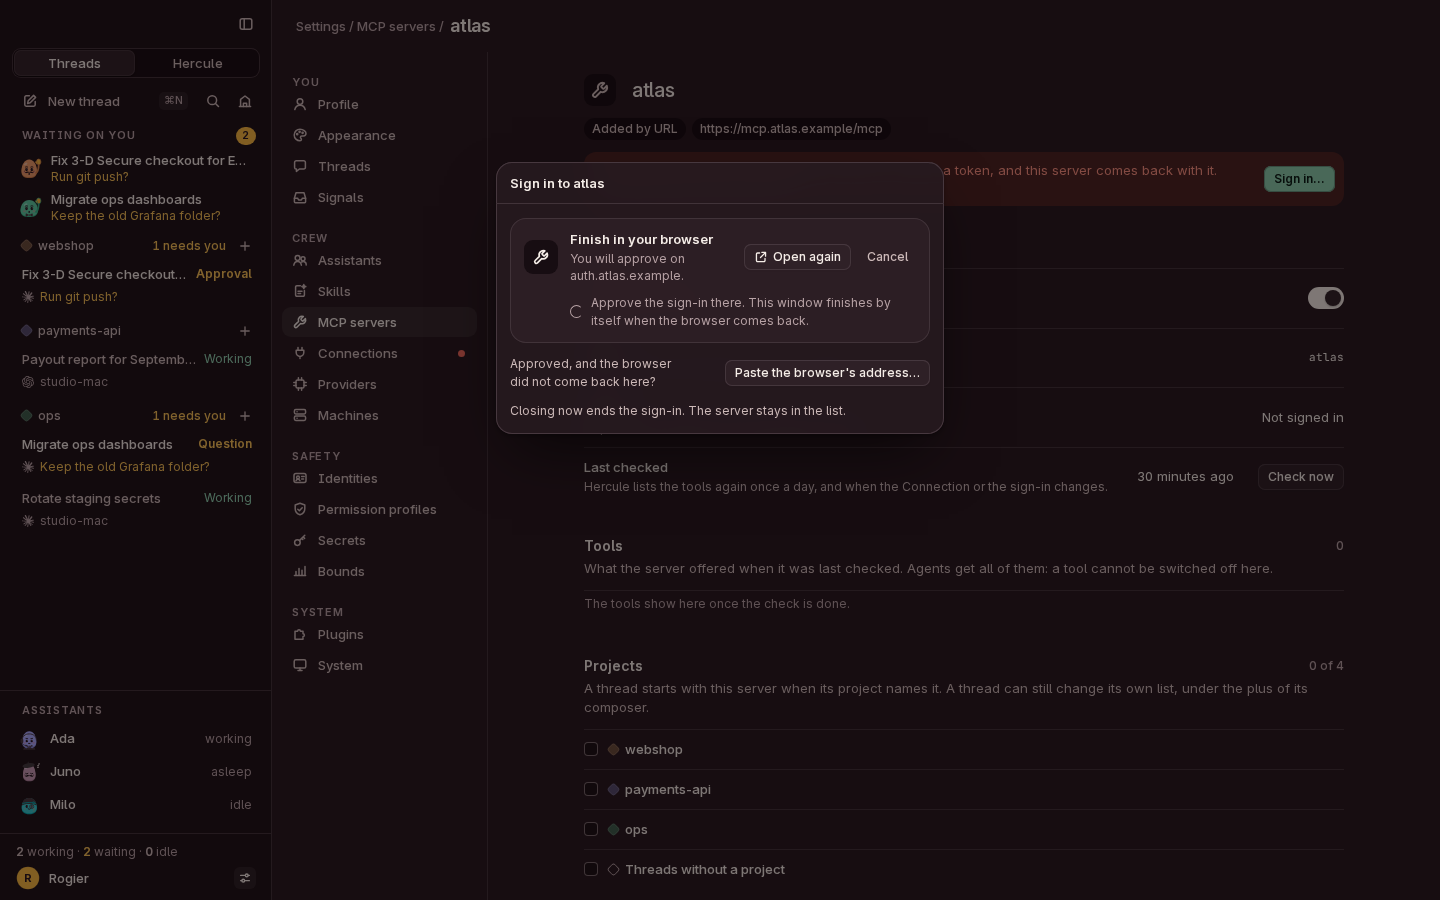 Settings / MCP servers / atlas
Threads
Hercule
New thread
⌘N
WAITING ON YOU
2
Fix 3-D Secure checkout for E…
Run git push?
Migrate ops dashboards
Keep the old Grafana folder?
webshop
1 needs you
Fix 3-D Secure checkout…
Approval
Run git push?
payments-api
Payout report for Septemb…
Working
studio-mac
ops
1 needs you
Migrate ops dashboards
Question
Keep the old Grafana folder?
Rotate staging secrets
Working
studio-mac
ASSISTANTS
Ada
working
Juno
asleep
Milo
idle
2 working · 2 waiting · 0 idle
R
Rogier
YOU
Profile
Appearance
Threads
Signals
CREW
Assistants
Skills
MCP servers
Connections
Providers
Machines
SAFETY
Identities
Permission profiles
Secrets
Bounds
SYSTEM
Plugins
System
atlas
Added by URL
https://mcp.atlas.example/mcp
a token, and this server comes back with it.
Sign in…
Sign in to atlas
Finish in your browser
You will approve on
auth.atlas.example.
Open again
Cancel
Approve the sign-in there. This window finishes by
itself when the browser comes back.
Approved, and the browser
did not come back here?
Paste the browser's address…
Closing now ends the sign-in. The server stays in the list.
atlas
Not signed in
Last checked
Hercule lists the tools again once a day, and when the Connection or the sign-in changes.
30 minutes ago
Check now
Tools
0
What the server offered when it was last checked. Agents get all of them: a tool cannot be switched off here.
The tools show here once the check is done.
Projects
0 of 4
A thread starts with this server when its project names it. A thread can still change its own list, under the plus of its
composer.
webshop
payments-api
ops
Threads without a project